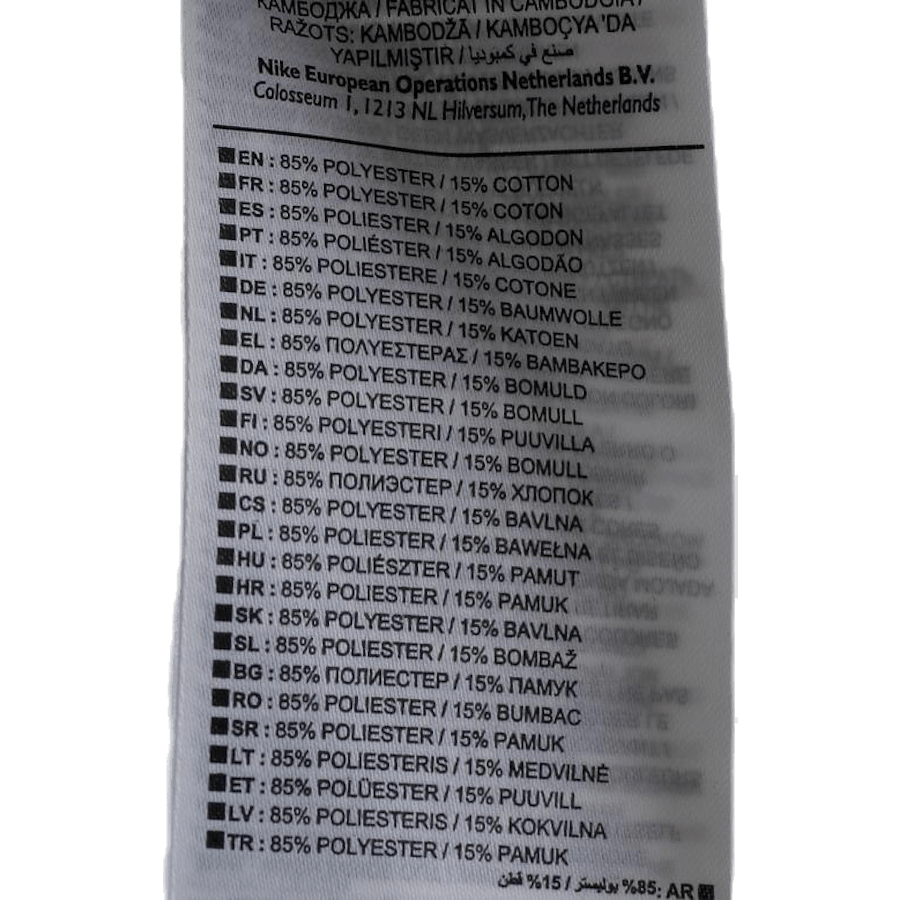 КАМБОДЖА / FABRICAT IN CAMBODGIA /
RAŽOTS: KAMBODŽĀ / KAMBOÇYA'DA
YAPILMIŞTIR / صنع في كمبوديا
Nike European Operations Netherlands B.V.
Colosseum 1, 1213 NL Hilversum, The Netherlands
EN : 85% POLYESTER / 15% COTTON
FR : 85% POLYESTER / 15% COTON
ES : 85% POLIESTER / 15% ALGODON
PT : 85% POLIÉSTER / 15% ALGODÃO
IT : 85% POLIESTERE / 15% COTONE
DE : 85% POLYESTER / 15% BAUMWOLLE
NL : 85% POLYESTER / 15% KATOEN
EL : 85% ΠΟΛΥΕΣΤΕΡΑΣ / 15% ΒΑΜΒΑΚΕΡΟ
DA : 85% POLYESTER / 15% BOMULD
SV : 85% POLYESTER / 15% BOMULL
FI : 85% POLYESTERI / 15% PUUVILLA
NO : 85% POLYESTER / 15% BOMULL
RU : 85% ПОЛИЭСТЕР / 15% ХЛОПОК
CS : 85% POLYESTER / 15% BAVLNA
PL : 85% POLIESTER / 15% BAWEŁNA
HU : 85% POLIÉSZTER / 15% PAMUT
HR : 85% POLIESTER / 15% PAMUK
SK : 85% POLYESTER / 15% BAVLNA
SL : 85% POLIESTER / 15% BOMBAŽ
BG : 85% ПОЛИЕСТЕР / 15% ПАМУК
RO : 85% POLIESTER / 15% BUMBAC
SR : 85% POLIESTER / 15% PAMUK
LT : 85% POLIESTERIS / 15% MEDVILNĖ
ET : 85% POLÜESTER / 15% PUUVILL
LV : 85% POLIESTERIS / 15% KOKVILNA
TR : 85% POLYESTER / 15% PAMUK
AR :85% بوليستر / 15% قطن